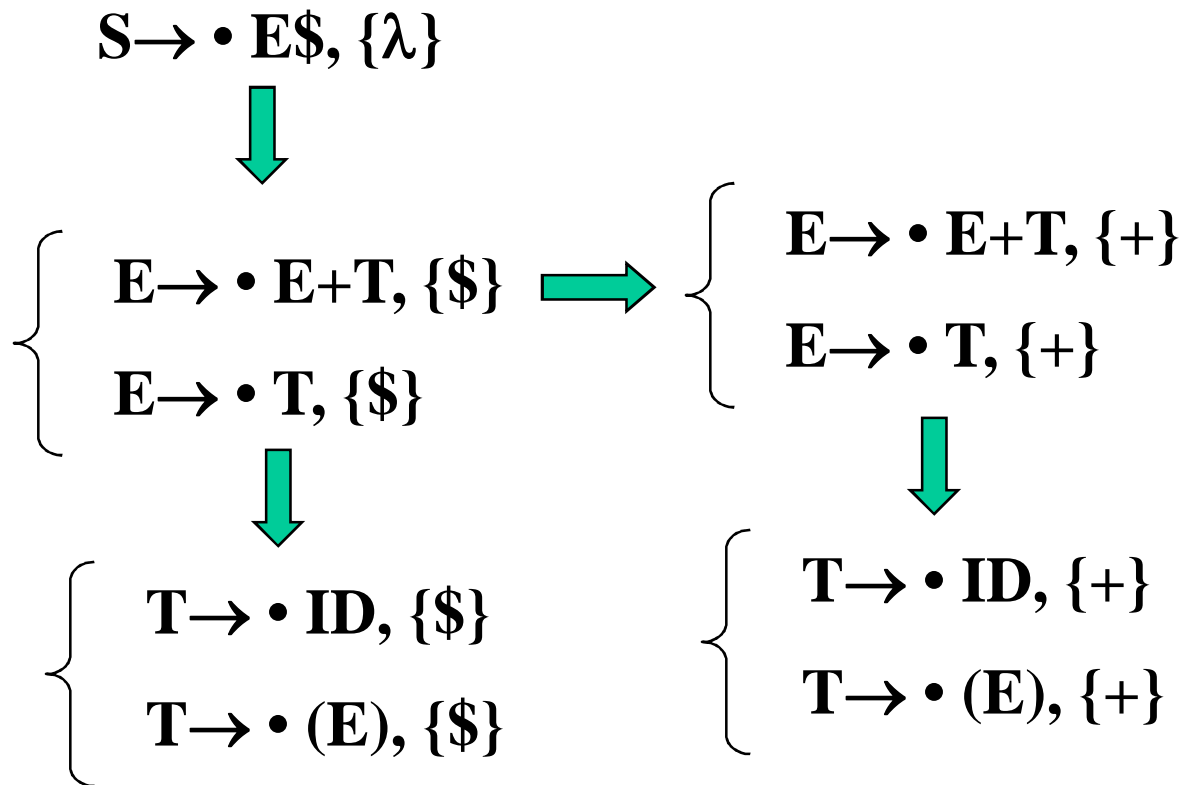 S→ • E$, {λ}
E→ • E+T, {$}
E→ • T, {$}
T→ • ID, {$}
T→ • (E), {$}
E→ • E+T, {+}
E→ • T, {+}
T→ • ID, {+}
T→ • (E), {+}